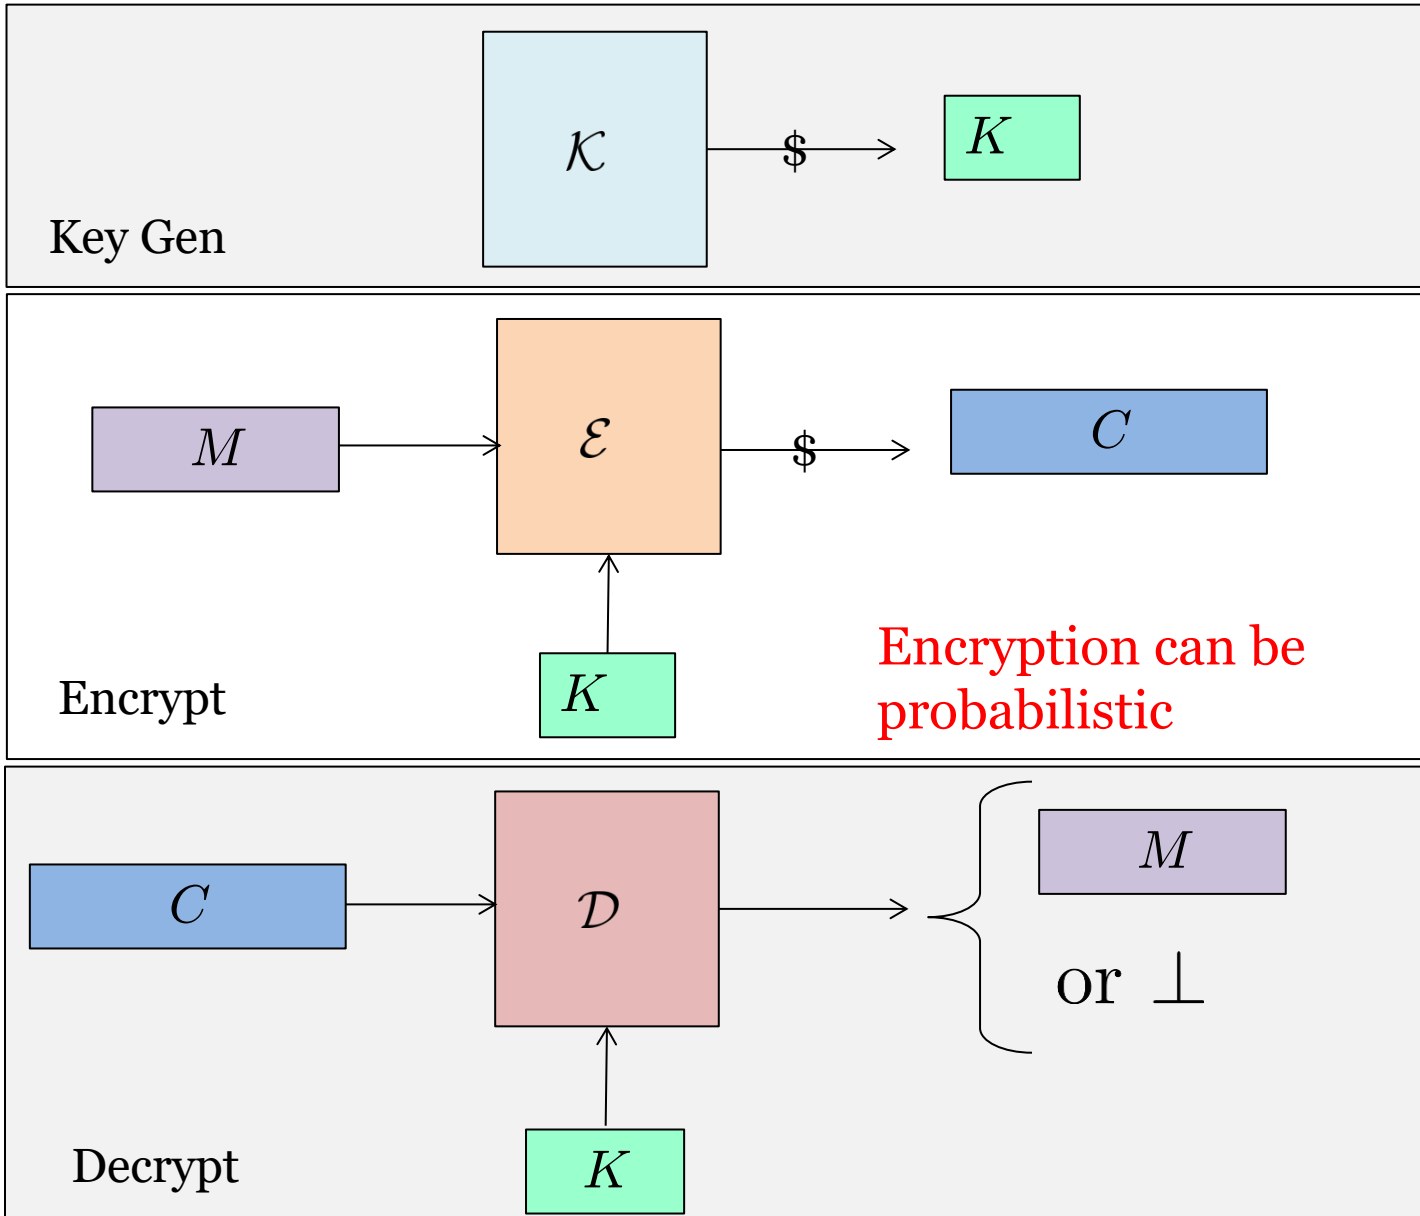 𝒦
$
K
Key Gen
M
ℰ
$
C
K
Encrypt
Encryption can be
probabilistic
C
𝒟
M
or ⊥
K
Decrypt